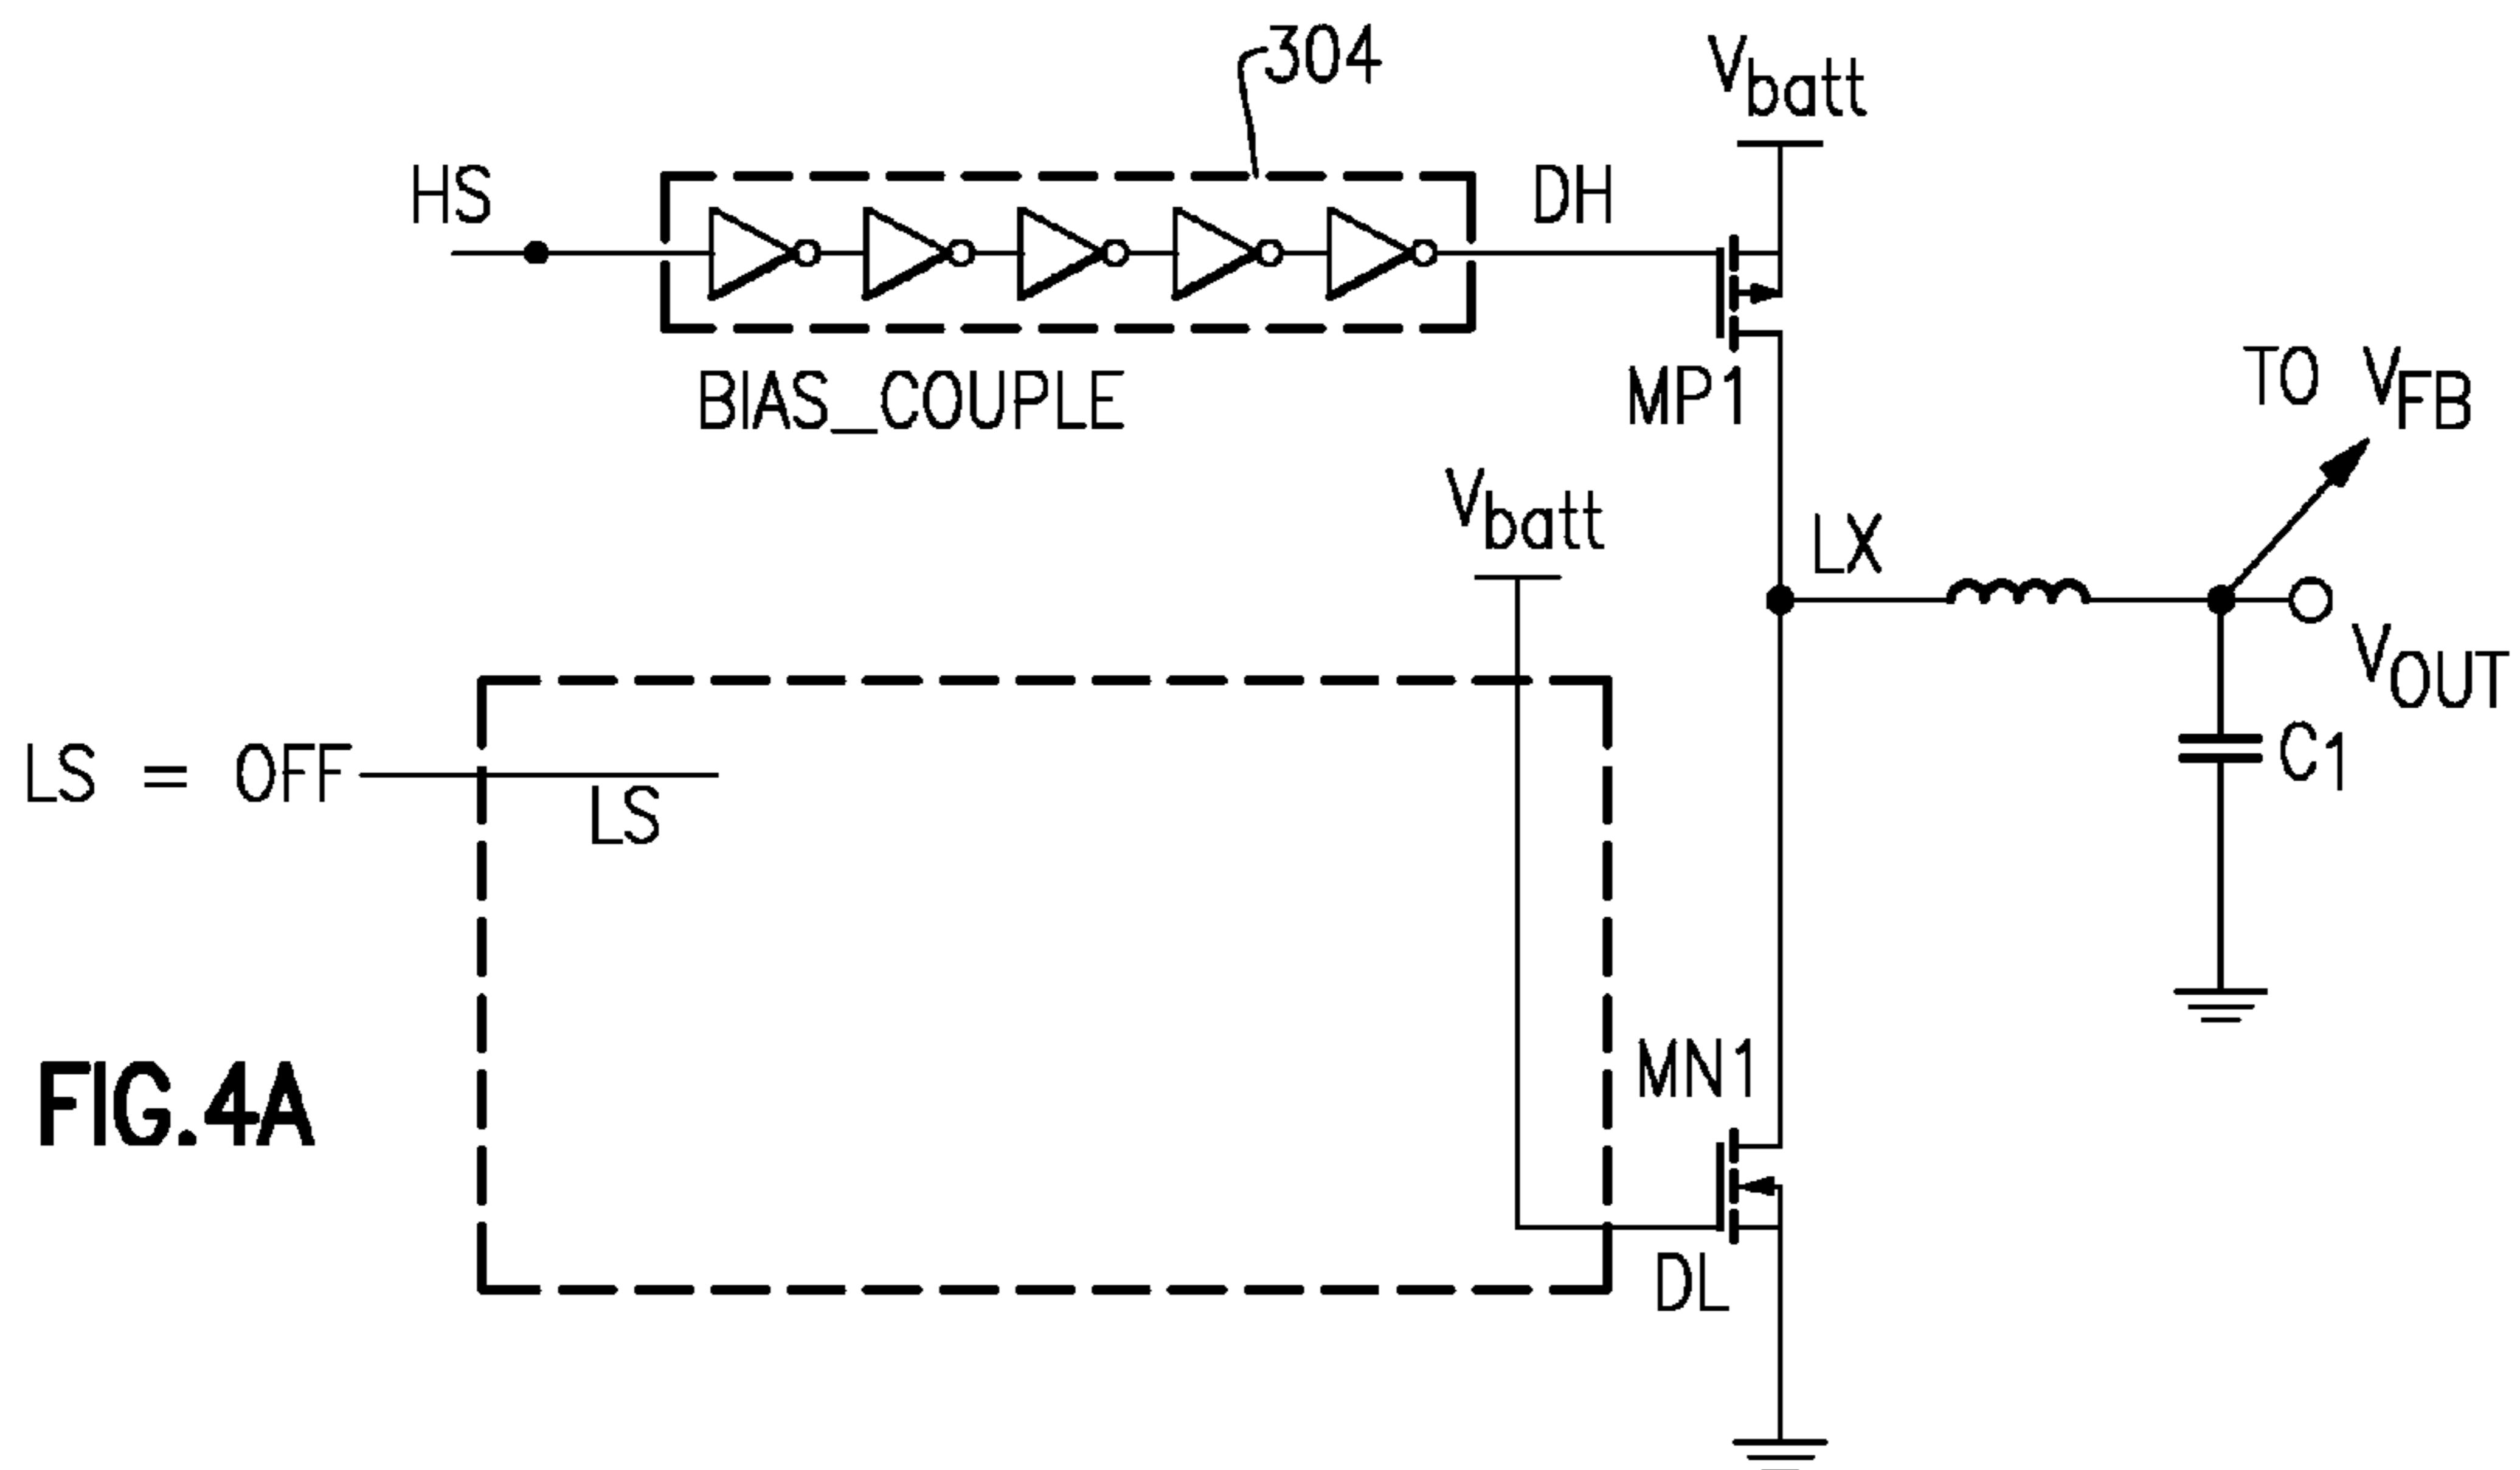 304
Vbatt
HS
DH
BIAS_COUPLE
MP1
TO VFB
Vbatt
LX
VOUT
LS = OFF
LS
C1
MN1
FIG.4A
DL